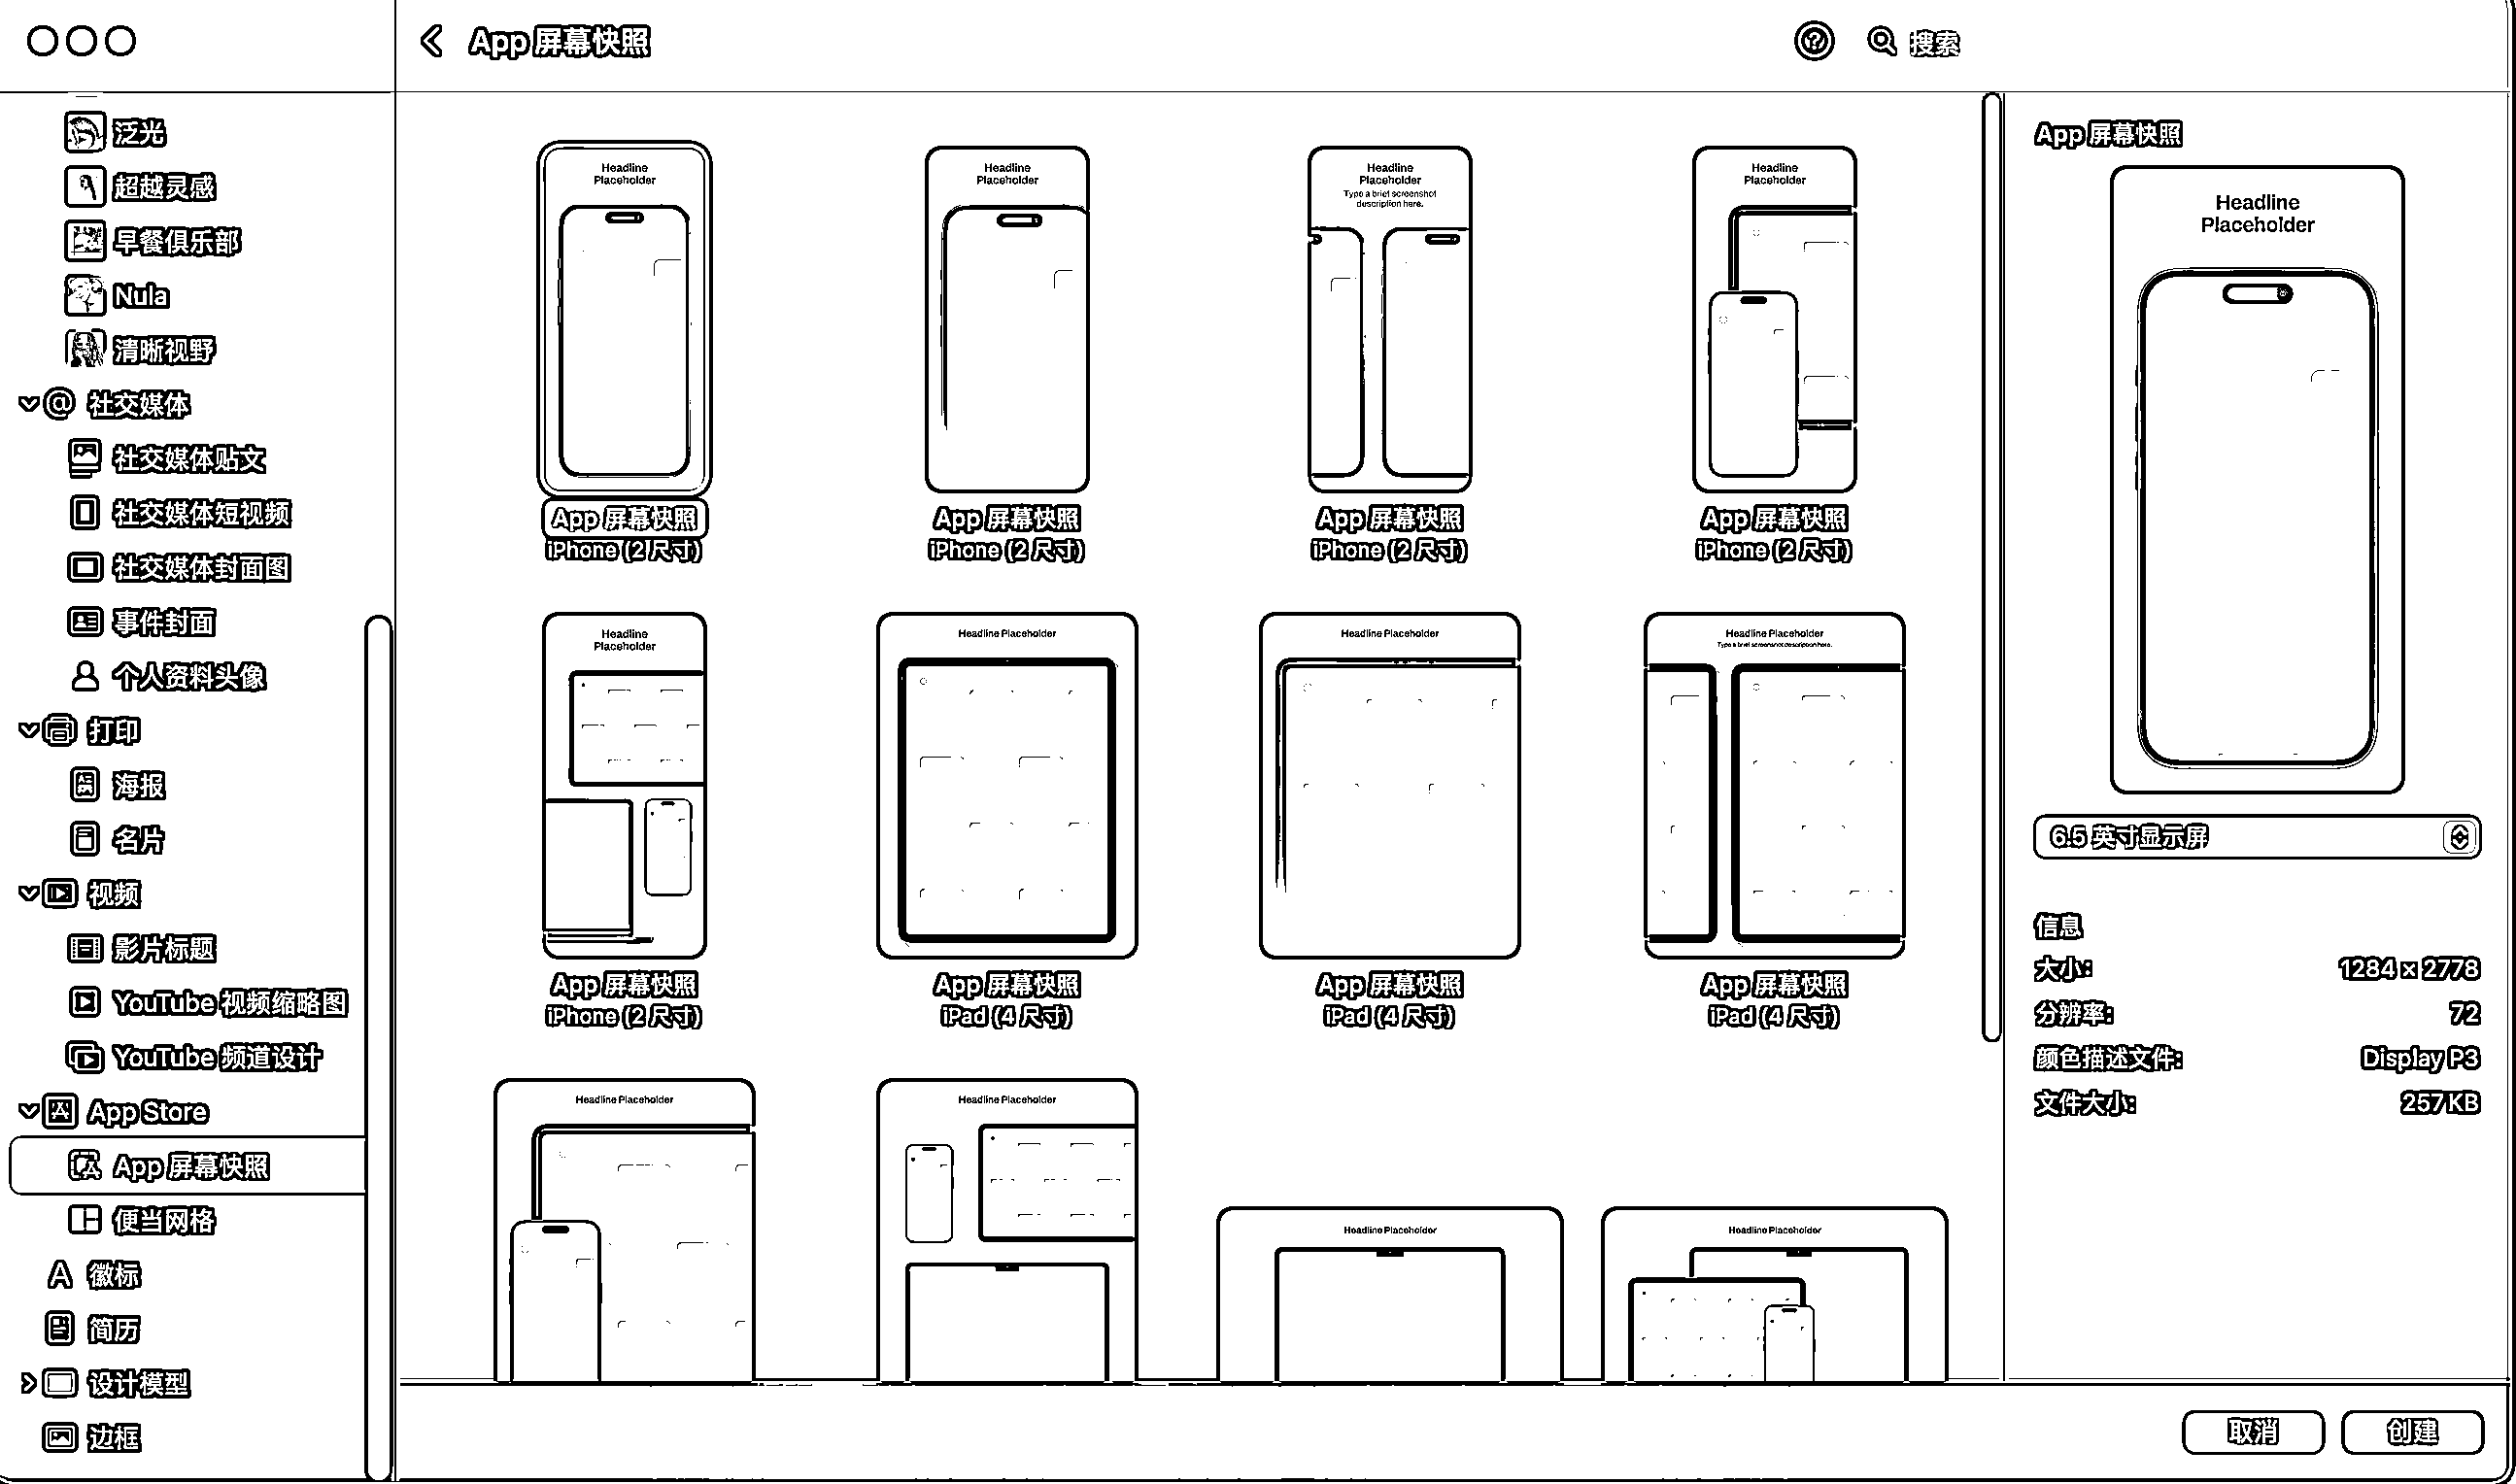 App 屏幕快照
搜索
泛光
超越灵感
早餐俱乐部
Nula
清晰视野
社交媒体
社交媒体贴文
社交媒体短视频
社交媒体封面图
事件封面
个人资料头像
打印
海报
名片
视频
影片标题
YouTube 视频缩略图
YouTube 频道设计
App Store
App 屏幕快照
便当网格
徽标
简历
设计模型
边框
Headline
Placeholder
App 屏幕快照
iPhone (2 尺寸)
Headline
Placeholder
App 屏幕快照
iPhone (2 尺寸)
Headline
Placeholder
Type a brief screenshot
description here.
App 屏幕快照
iPhone (2 尺寸)
Headline
Placeholder
App 屏幕快照
iPhone (2 尺寸)
Headline
Placeholder
App 屏幕快照
iPhone (2 尺寸)
Headline Placeholder
App 屏幕快照
iPad (4 尺寸)
Headline Placeholder
App 屏幕快照
iPad (4 尺寸)
Headline Placeholder
Type a brief screenshot description here.
App 屏幕快照
iPad (4 尺寸)
Headline Placeholder
Headline Placeholder
Headline Placeholder
Headline Placeholder
App 屏幕快照
Headline
Placeholder
6.5 英寸显示屏
信息
大小: 1284 × 2778
分辨率: 72
颜色描述文件: Display P3
文件大小: 257 KB
取消
创建